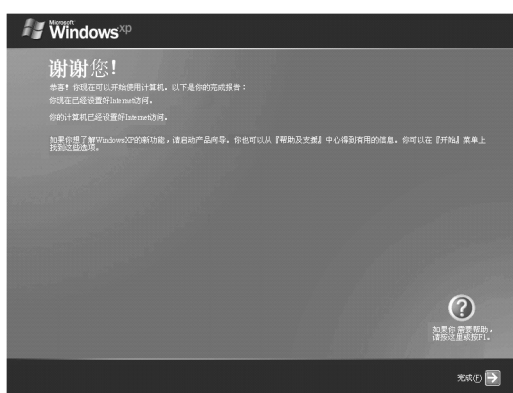 Microsoft
Windows xp
谢谢您!
恭喜！你现在可以开始使用计算机。以下是你的完成报告：
你现在已经设置好Internet访问。
你的计算机已经设置好Internet访问。
如果你想了解WindowsXP的新功能，请启动产品向导。你也可以从『帮助及支援』中心得到有用的信息。你可以在『开始』菜单上
找到这些选项。
如果你需要帮助，
请按这里或按F1。
完成(F)